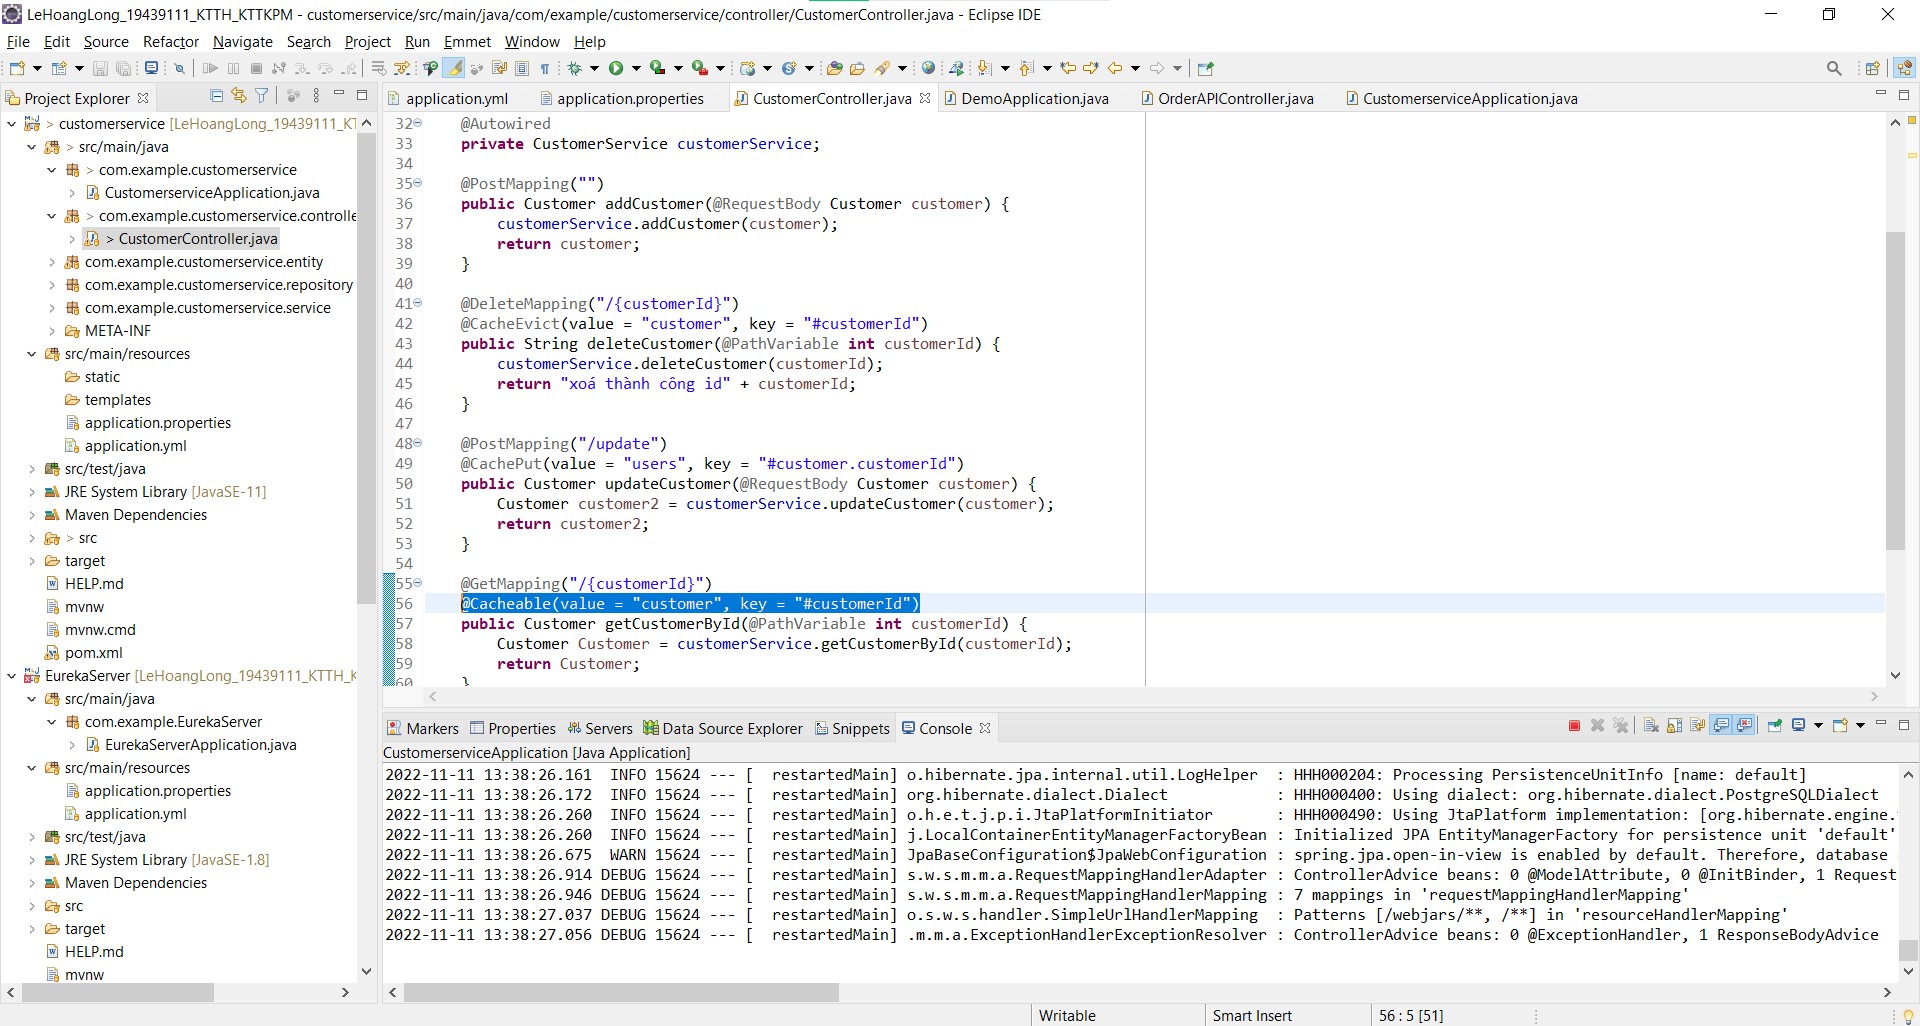 LeHoangLong_19439111_KTTH_KTTKPM - customerservice/src/main/java/com/example/customerservice/controller/CustomerController.java - Eclipse IDE
File Edit Source Refactor Navigate Search Project Run Emmet Window Help
Project Explorer
> customerservice [LeHoangLong_19439111_KT
> src/main/java
> com.example.customerservice
CustomerserviceApplication.java
> com.example.customerservice.controlle
> CustomerController.java
com.example.customerservice.entity
com.example.customerservice.repository
com.example.customerservice.service
META-INF
src/main/resources
static
templates
application.properties
application.yml
src/test/java
JRE System Library [JavaSE-11]
Maven Dependencies
> src
target
HELP.md
mvnw
mvnw.cmd
pom.xml
EurekaServer [LeHoangLong_19439111_KTTH_K
src/main/java
com.example.EurekaServer
EurekaServerApplication.java
src/main/resources
application.properties
application.yml
src/test/java
JRE System Library [JavaSE-1.8]
Maven Dependencies
src
target
HELP.md
mvnw
application.yml application.properties CustomerController.java DemoApplication.java OrderAPIController.java CustomerserviceApplication.java
32 @Autowired
33 private CustomerService customerService;
34
35 @PostMapping("")
36 public Customer addCustomer(@RequestBody Customer customer) {
37 customerService.addCustomer(customer);
38 return customer;
39 }
40
41 @DeleteMapping("/{customerId}")
42 @CacheEvict(value = "customer", key = "#customerId")
43 public String deleteCustomer(@PathVariable int customerId) {
44 customerService.deleteCustomer(customerId);
45 return "xoá thành công id" + customerId;
46 }
47
48 @PostMapping("/update")
49 @CachePut(value = "users", key = "#customer.customerId")
50 public Customer updateCustomer(@RequestBody Customer customer) {
51 Customer customer2 = customerService.updateCustomer(customer);
52 return customer2;
53 }
54
55 @GetMapping("/{customerId}")
56 @Cacheable(value = "customer", key = "#customerId")
57 public Customer getCustomerById(@PathVariable int customerId) {
58 Customer Customer = customerService.getCustomerById(customerId);
59 return Customer;
60 }
Markers Properties Servers Data Source Explorer Snippets Console
CustomerserviceApplication [Java Application]
2022-11-11 13:38:26.161 INFO 15624 --- [ restartedMain] o.hibernate.jpa.internal.util.LogHelper : HHH000204: Processing PersistenceUnitInfo [name: default]
2022-11-11 13:38:26.172 INFO 15624 --- [ restartedMain] org.hibernate.dialect.Dialect : HHH000400: Using dialect: org.hibernate.dialect.PostgreSQLDialect
2022-11-11 13:38:26.260 INFO 15624 --- [ restartedMain] o.h.e.t.j.p.i.JtaPlatformInitiator : HHH000490: Using JtaPlatform implementation: [org.hibernate.engine.
2022-11-11 13:38:26.260 INFO 15624 --- [ restartedMain] j.LocalContainerEntityManagerFactoryBean : Initialized JPA EntityManagerFactory for persistence unit 'default'
2022-11-11 13:38:26.675 WARN 15624 --- [ restartedMain] JpaBaseConfiguration$JpaWebConfiguration : spring.jpa.open-in-view is enabled by default. Therefore, database
2022-11-11 13:38:26.914 DEBUG 15624 --- [ restartedMain] s.w.s.m.m.a.RequestMappingHandlerAdapter : ControllerAdvice beans: 0 @ModelAttribute, 0 @InitBinder, 1 Request
2022-11-11 13:38:26.946 DEBUG 15624 --- [ restartedMain] s.w.s.m.m.a.RequestMappingHandlerMapping : 7 mappings in 'requestMappingHandlerMapping'
2022-11-11 13:38:27.037 DEBUG 15624 --- [ restartedMain] o.s.w.s.handler.SimpleUrlHandlerMapping : Patterns [/webjars/**, /**] in 'resourceHandlerMapping'
2022-11-11 13:38:27.056 DEBUG 15624 --- [ restartedMain] .m.m.a.ExceptionHandlerExceptionResolver : ControllerAdvice beans: 0 @ExceptionHandler, 1 ResponseBodyAdvice
Writable Smart Insert 56 : 5 [51]